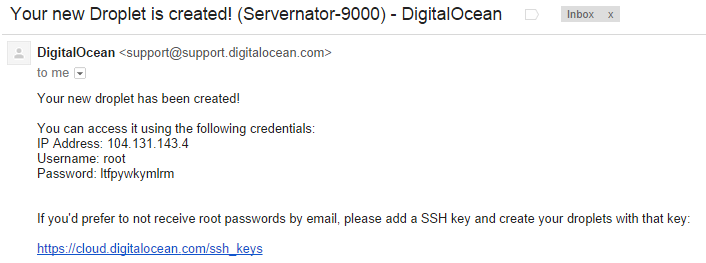 Your new Droplet is created! (Servernator-9000) - DigitalOcean Inbox x
DigitalOcean <support@support.digitalocean.com>
to me
Your new droplet has been created!
You can access it using the following credentials:
IP Address: 104.131.143.4
Username: root
Password: ltfpywkymlrm
If you'd prefer to not receive root passwords by email, please add a SSH key and create your droplets with that key:
https://cloud.digitalocean.com/ssh_keys